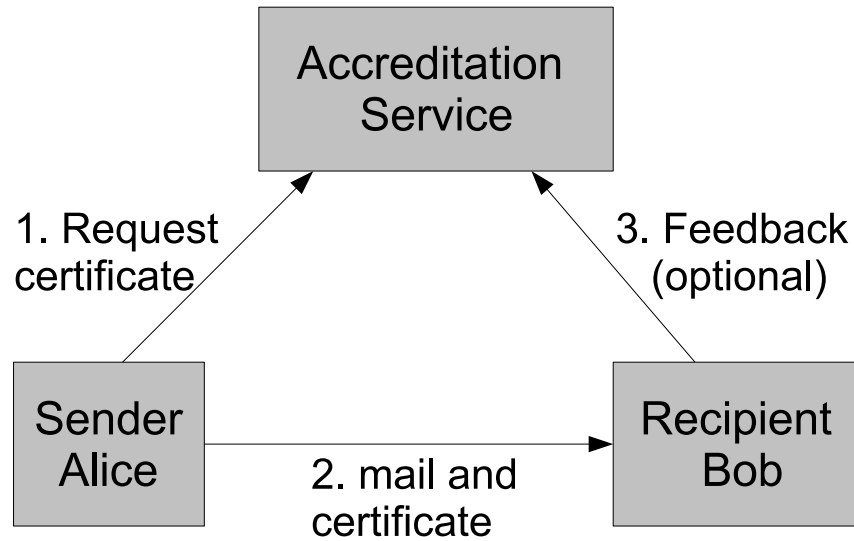 Accreditation
Service
1. Request
certificate
3. Feedback
(optional)
Sender
Alice
2. mail and
certificate
Recipient
Bob